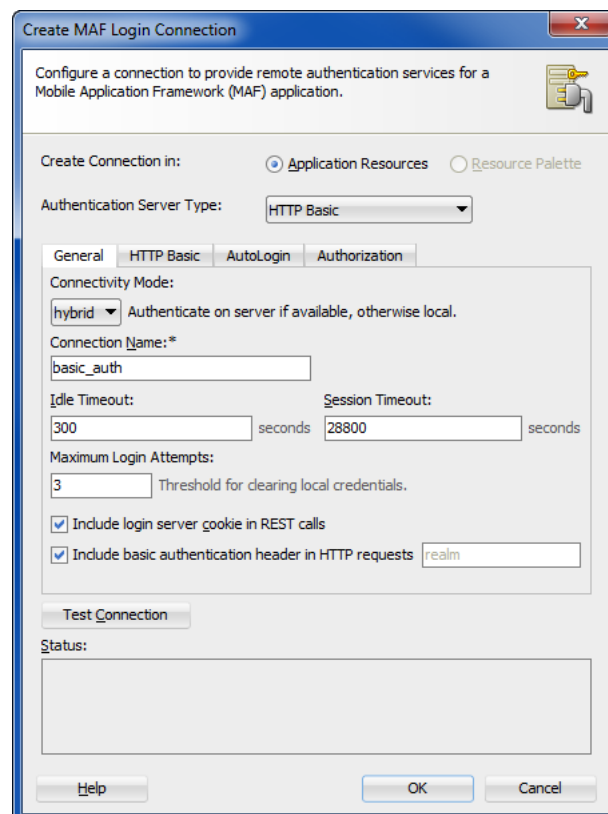 Create MAF Login Connection
Configure a connection to provide remote authentication services for a
Mobile Application Framework (MAF) application.
Create Connection in: Application Resources Resource Palette
Authentication Server Type: HTTP Basic
General HTTP Basic AutoLogin Authorization
Connectivity Mode:
hybrid Authenticate on server if available, otherwise local.
Connection Name:*
basic_auth
Idle Timeout: Session Timeout:
300 seconds 28800 seconds
Maximum Login Attempts:
3 Threshold for clearing local credentials.
Include login server cookie in REST calls
Include basic authentication header in HTTP requests realm
Test Connection
Status:
Help OK Cancel